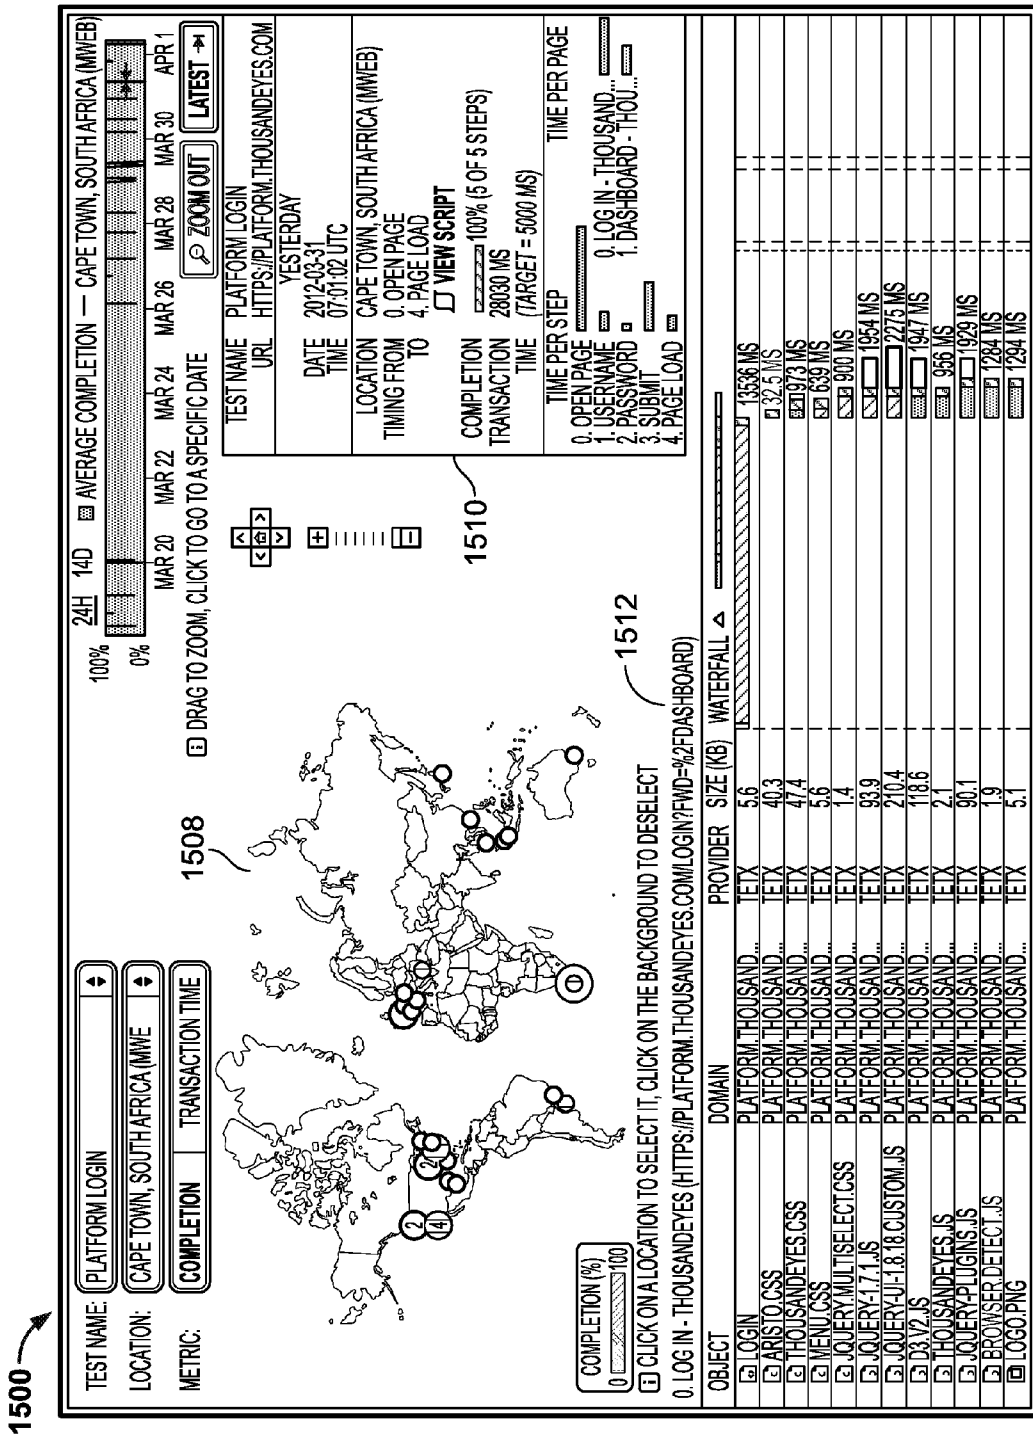 1500
TEST NAME: PLATFORM LOGIN
LOCATION: CAPE TOWN, SOUTH AFRICA (MWE
METRIC: COMPLETION TRANSACTION TIME
24H 14D AVERAGE COMPLETION — CAPE TOWN, SOUTH AFRICA (MWEB)
100%
0%
MAR 20 MAR 22 MAR 24 MAR 26 MAR 28 MAR 30 APR 1
DRAG TO ZOOM, CLICK TO GO TO A SPECIFIC DATE
ZOOM OUT LATEST
1508
2
14
2
COMPLETION (%)
0 100
i CLICK ON A LOCATION TO SELECT IT, CLICK ON THE BACKGROUND TO DESELECT
TEST NAME PLATFORM LOGIN
URL HTTPS://PLATFORM.THOUSANDEYES.COM
YESTERDAY
DATE 2012-03-31
TIME 07:01:02 UTC
LOCATION CAPE TOWN, SOUTH AFRICA (MWEB)
TIMING FROM 0. OPEN PAGE
TO 4. PAGE LOAD
VIEW SCRIPT
COMPLETION 100% (5 OF 5 STEPS)
TRANSACTION 28030 MS
TIME (TARGET = 5000 MS)
TIME PER STEP TIME PER PAGE
0. OPEN PAGE 0. LOG IN - THOUSAND...
1. USERNAME 1. DASHBOARD - THOU...
2. PASSWORD
3. SUBMIT
4. PAGE LOAD
1510
1512
0. LOG IN - THOUSANDEYES (HTTPS://PLATFORM.THOUSANDEYES.COM/LOGIN?FWD=%2FDASHBOARD)
OBJECT DOMAIN PROVIDER SIZE (KB) WATERFALL
LOGIN PLATFORM.THOUSAND... TETX 5.6 13536 MS
ARISTO.CSS PLATFORM.THOUSAND... TETX 40.3 32.5 MS
THOUSANDEYES.CSS PLATFORM.THOUSAND... TETX 47.4 973 MS
MENU.CSS PLATFORM.THOUSAND... TETX 5.6 639 MS
JQUERY.MULTISELECT.CSS PLATFORM.THOUSAND... TETX 1.4 900 MS
JQUERY-1.7.1.JS PLATFORM.THOUSAND... TETX 93.9 1954 MS
JQUERY-UI-1.8.18.CUSTOM.JS PLATFORM.THOUSAND... TETX 210.4 2275 MS
D3.V2.JS PLATFORM.THOUSAND... TETX 118.6 1947 MS
THOUSANDEYES.JS PLATFORM.THOUSAND... TETX 2.1 956 MS
JQUERY-PLUGINS.JS PLATFORM.THOUSAND... TETX 90.1 1929 MS
BROWSER.DETECT.JS PLATFORM.THOUSAND... TETX 1.9 1284 MS
LOGO.PNG PLATFORM.THOUSAND... TETX 5.1 1294 MS